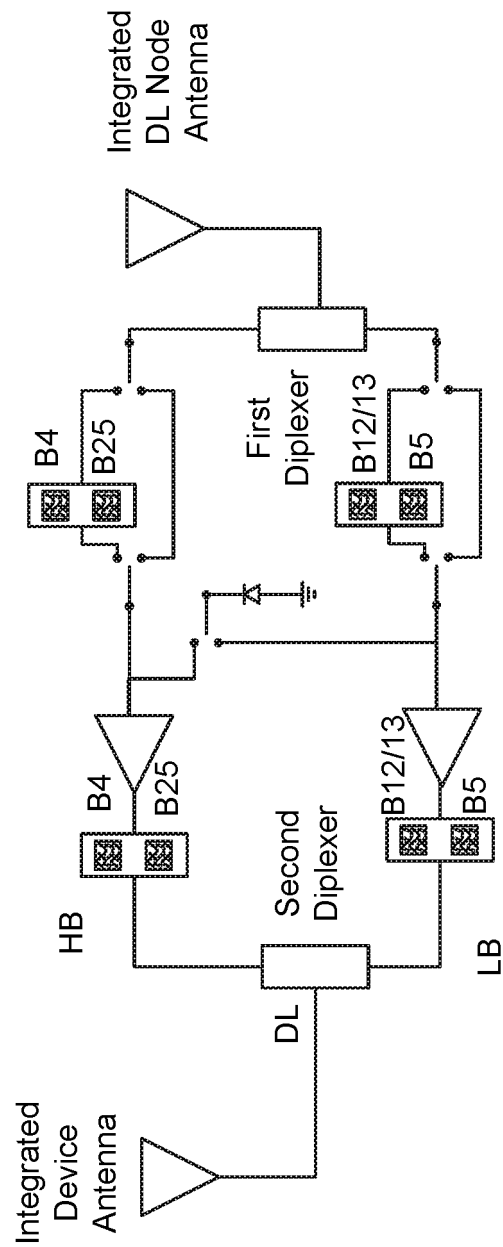 Integrated
Device
Antenna
HB
B4
B25
B4
B25
Integrated
DL Node
Antenna
DL
Second
Diplexer
First
Diplexer
LB
B12/13
B5
B12/13
B5